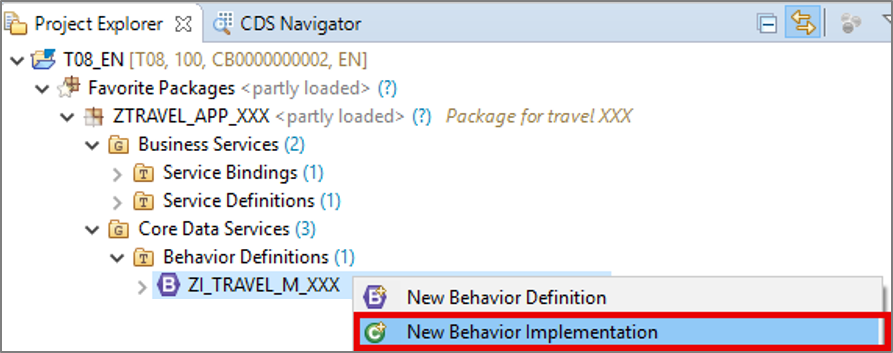 Project Explorer CDS Navigator
T08_EN [T08, 100, CB0000000002, EN]
Favorite Packages <partly loaded> (?)
ZTRAVEL_APP_XXX <partly loaded> (?) Package for travel XXX
G Business Services (2)
T Service Bindings (1)
T Service Definitions (1)
G Core Data Services (3)
T Behavior Definitions (1)
B ZI_TRAVEL_M_XXX
B New Behavior Definition
C New Behavior Implementation